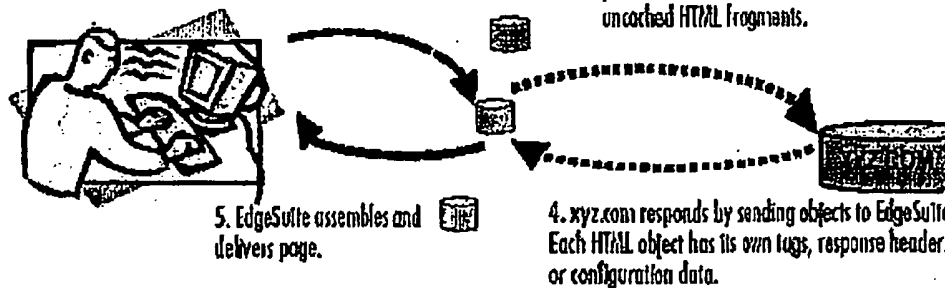 uncached HTML fragments.
XYZ.COM
5. EdgeSuite assembles and
delivers page.
4. xyz.com responds by sending objects to EdgeSuite
Each HTML object has its own tags, response header
or configuration data.